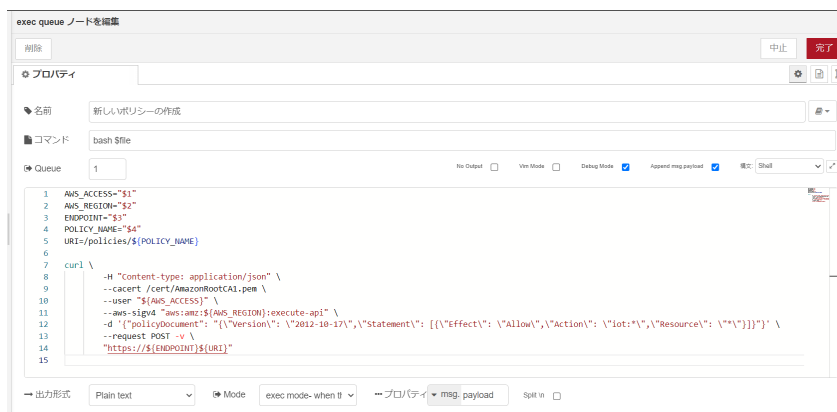 exec queue ノードを編集
削除 中止 完了
プロパティ
名前 新しいポリシーの作成
コマンド bash $file
Queue 1 No Output Vim Mode Debug Mode Append msg.payload 構文: Shell
1 AWS_ACCESS="$1"
2 AWS_REGION="$2"
3 ENDPOINT="$3"
4 POLICY_NAME="$4"
5 URI=/policies/${POLICY_NAME}
6
7 curl \
8 -H "Content-type: application/json" \
9 --cacert /cert/AmazonRootCA1.pem \
10 --user "${AWS_ACCESS}" \
11 --aws-sigv4 "aws:amz:${AWS_REGION}:execute-api" \
12 -d '{"policyDocument": "{\"Version\": \"2012-10-17\",\"Statement\": [{\"Effect\": \"Allow\",\"Action\": \"iot:*\",\"Resource\": \"*\"}]}"}' \
13 --request POST -v \
14 "https://${ENDPOINT}${URI}"
15
出力形式 Plain text Mode exec mode- when th プロパティ msg. payload Split \n